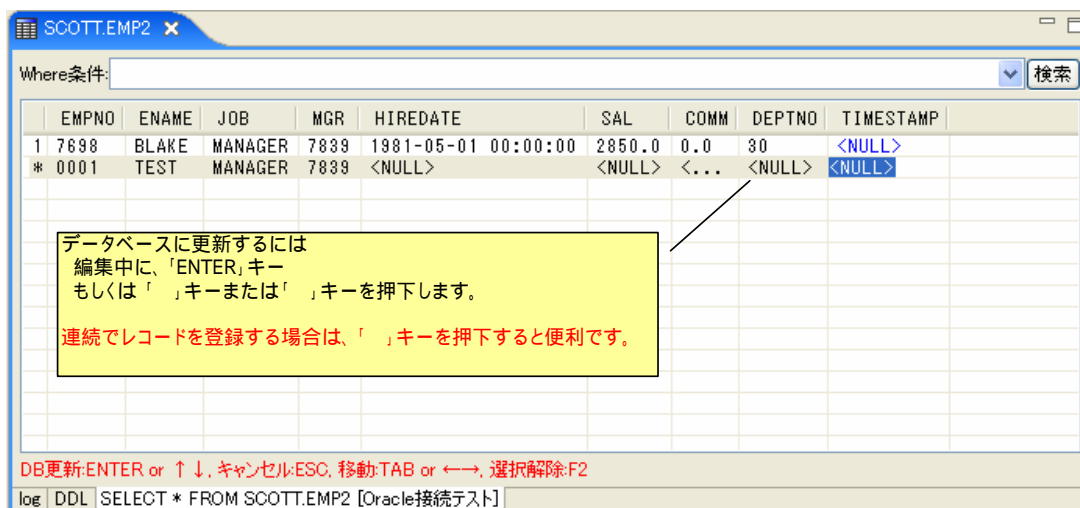 SCOTT.EMP2
Where条件: 検索
EMPNO ENAME JOB MGR HIREDATE SAL COMM DEPTNO TIMESTAMP
1 7698 BLAKE MANAGER 7839 1981-05-01 00:00:00 2850.0 0.0 30 <NULL>
* 0001 TEST MANAGER 7839 <NULL> <NULL> <... <NULL> <NULL>
データベースに更新するには
編集中に、「ENTER」キー
もしくは「　」キーまたは「　」キーを押下します。
連続でレコードを登録する場合は、「　」キーを押下すると便利です。
DB更新:ENTER or ↑↓, キャンセル:ESC, 移動:TAB or ←→, 選択解除:F2
log DDL SELECT * FROM SCOTT.EMP2 [Oracle接続テスト]